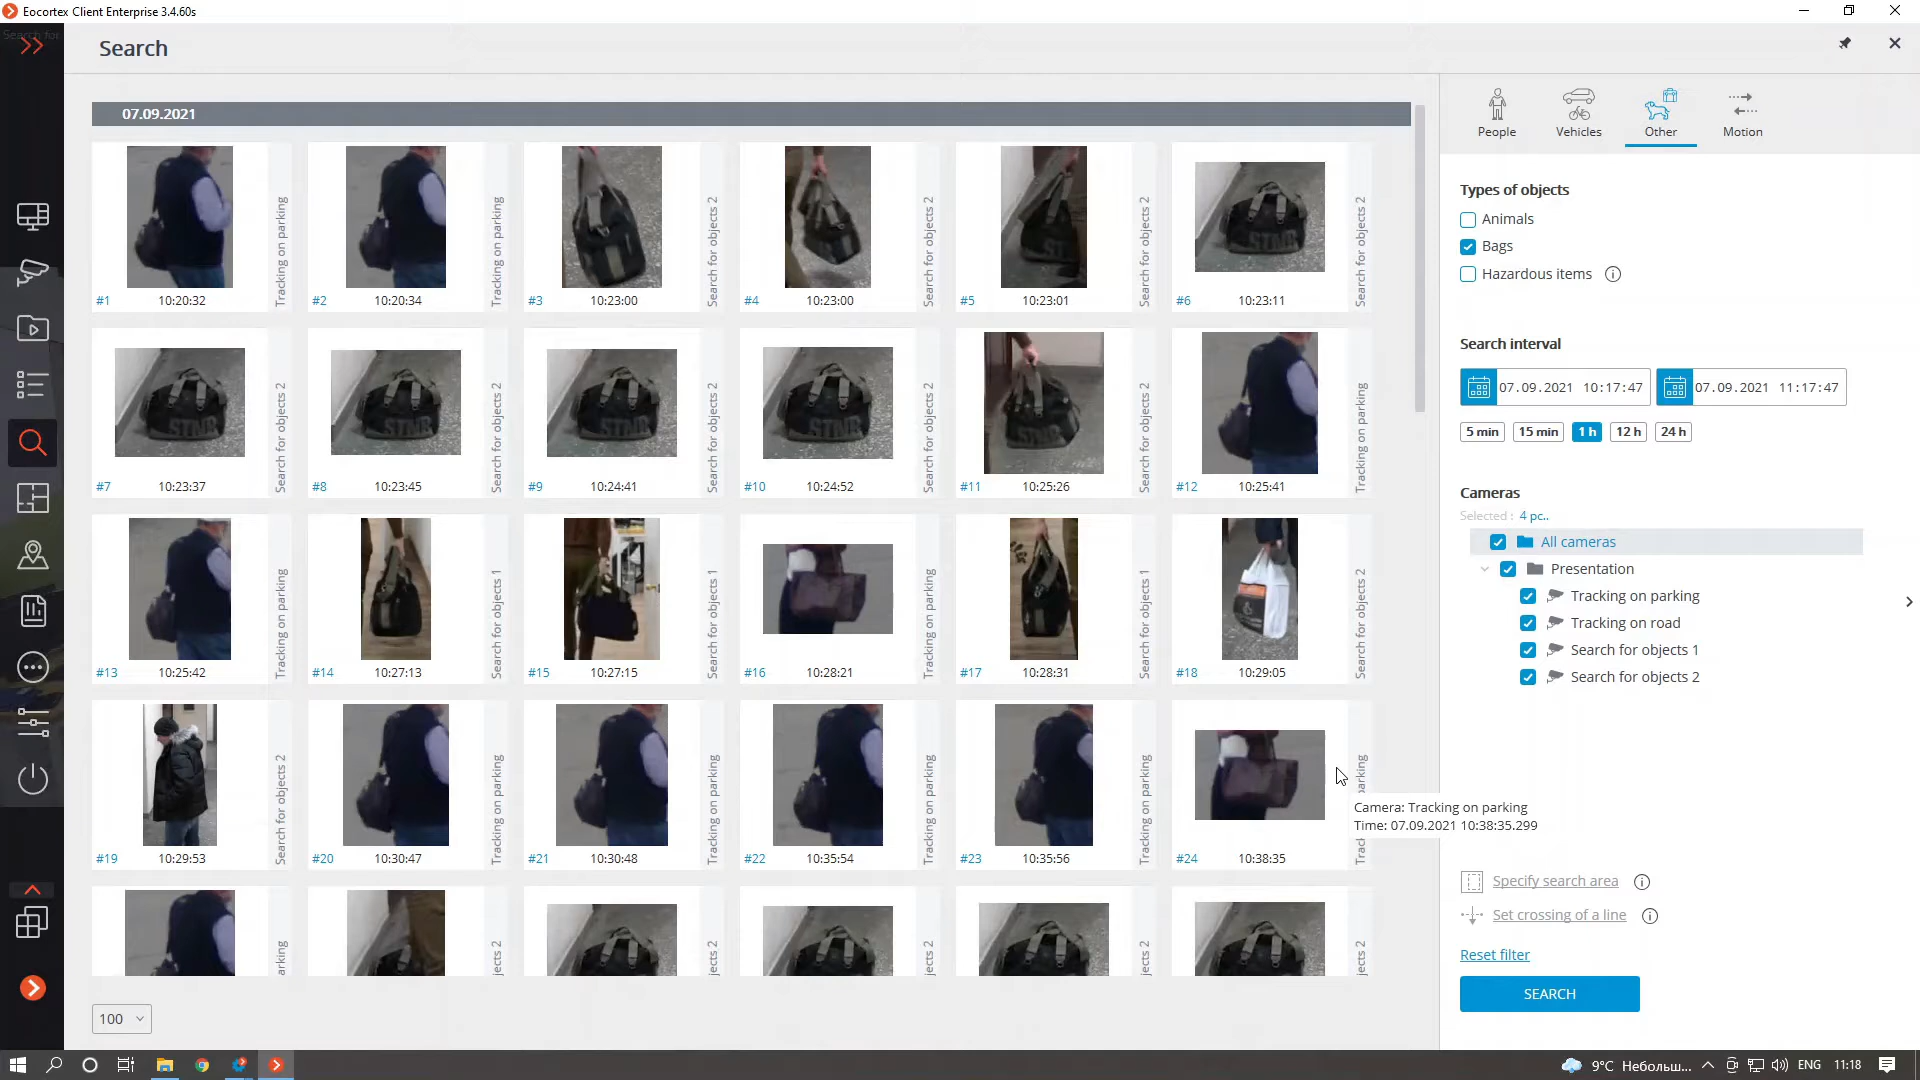 Eocortex Client Enterprise 3.4.60s
Search
07.09.2021
#1 10:20:32 Tracking on parking
#2 10:20:34 Tracking on parking
#3 10:23:00 Search for objects 2
#4 10:23:00 Search for objects 2
#5 10:23:01 Search for objects 2
#6 10:23:11 Search for objects 2
#7 10:23:37 Search for objects 2
#8 10:23:45 Search for objects 2
#9 10:24:41 Search for objects 2
#10 10:24:52 Search for objects 2
#11 10:25:26 Search for objects 2
#12 10:25:41 Tracking on parking
#13 10:25:42 Tracking on parking
#14 10:27:13 Search for objects 1
#15 10:27:15 Search for objects 1
#16 10:28:21 Tracking on parking
#17 10:28:31 Search for objects 1
#18 10:29:05 Search for objects 2
#19 10:29:53 Search for objects 2
#20 10:30:47 Tracking on parking
#21 10:30:48 Tracking on parking
#22 10:35:54 Tracking on parking
#23 10:35:56 Tracking on parking
#24 10:38:35
Camera: Tracking on parking
Time: 07.09.2021 10:38:35.299
100
People
Vehicles
Other
Motion
Types of objects
Animals
Bags
Hazardous items
Search interval
07.09.2021 10:17:47
07.09.2021 11:17:47
5 min 15 min 1 h 12 h 24 h
Cameras
Selected : 4 pc..
All cameras
Presentation
Tracking on parking
Tracking on road
Search for objects 1
Search for objects 2
Specify search area
Set crossing of a line
Reset filter
SEARCH
9°C Небольш... ENG 11:18